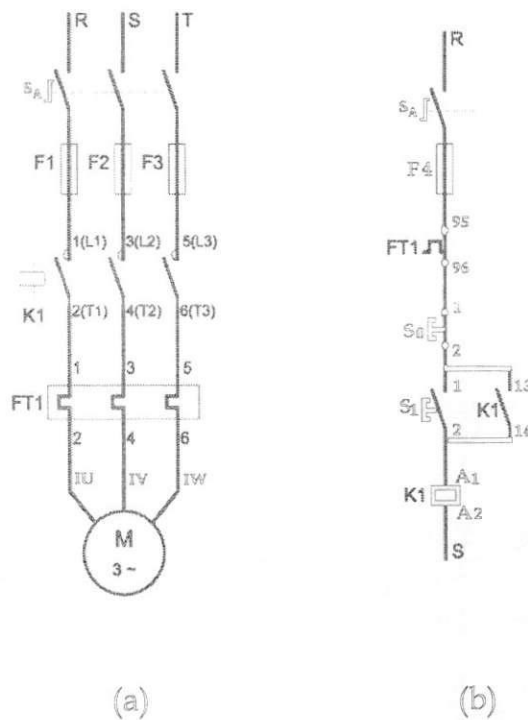 R S T
S_A
F1 F2 F3
1(L1) 3(L2) 5(L3)
K1
2(T1) 4(T2) 6(T3)
1 3 5
FT1
2 4 6
IU IV IW
M
3 ~
(a)
R
S_A
F4
95
FT1
96
1
S0
2
1 13
S1 K1
2 14
A1
K1
A2
S
(b)